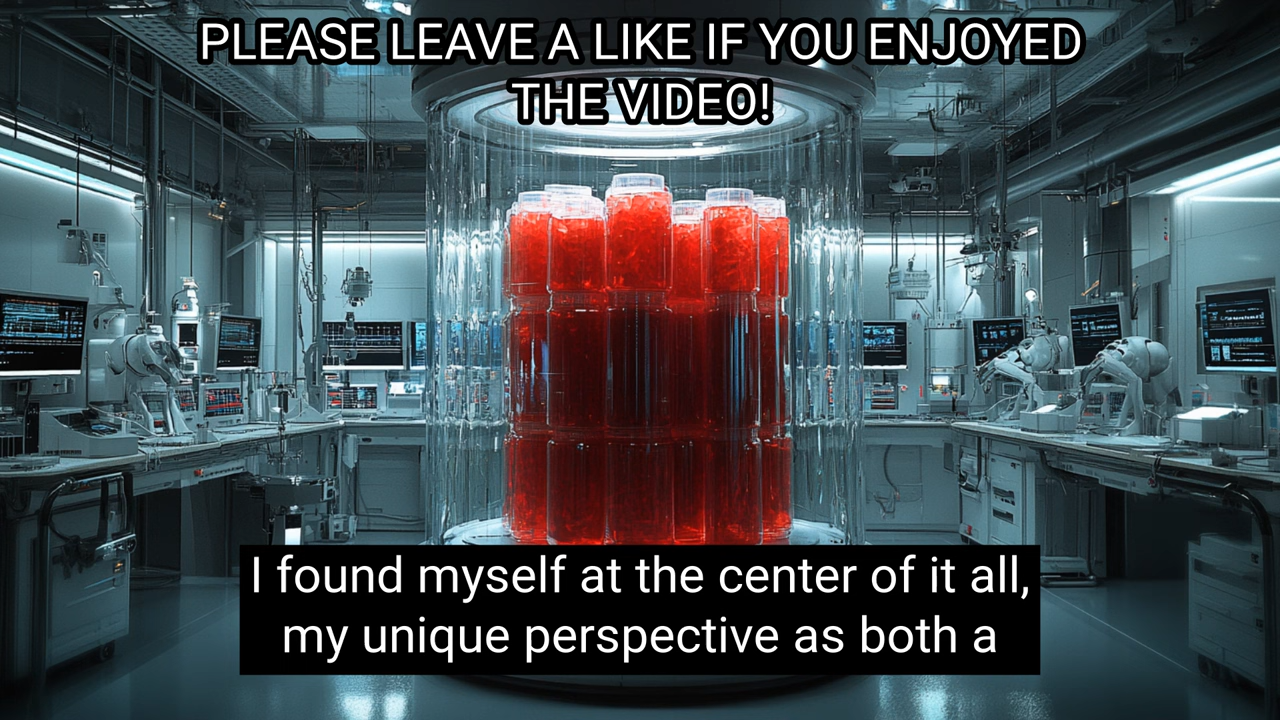 PLEASE LEAVE A LIKE IF YOU ENJOYED
THE VIDEO!
I found myself at the center of it all,
my unique perspective as both a